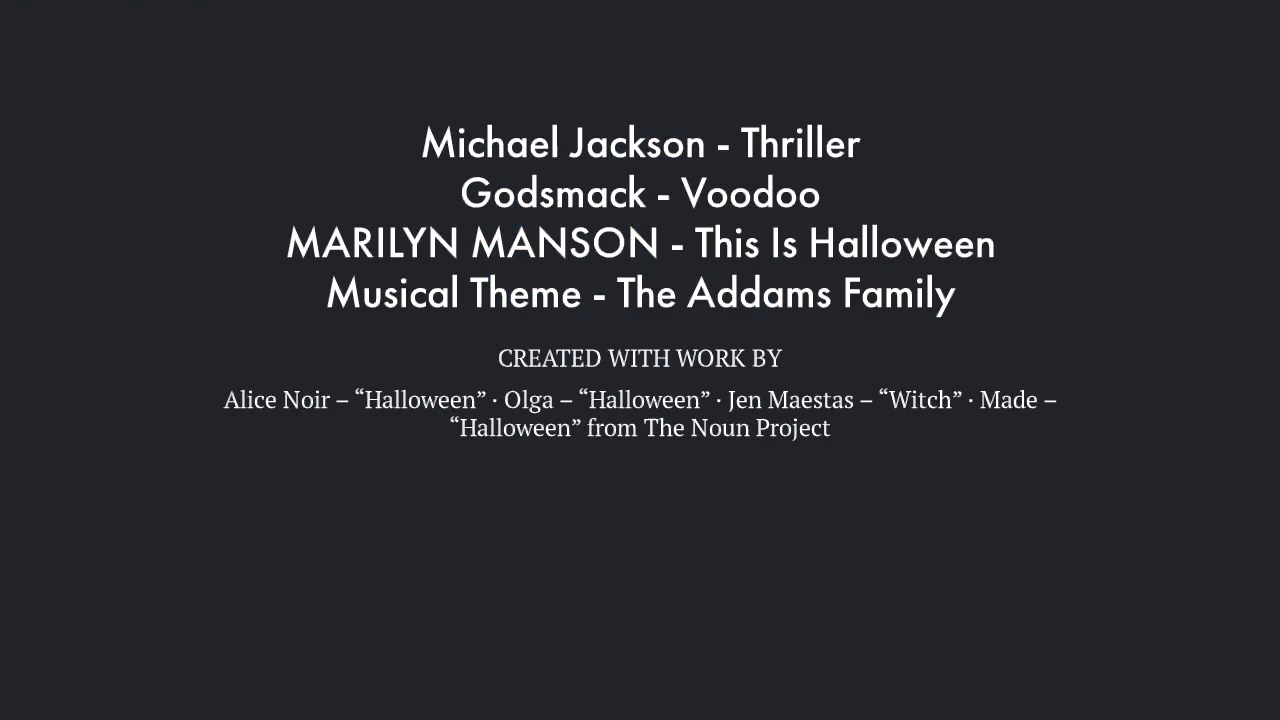 Michael Jackson - Thriller
Godsmack - Voodoo
MARILYN MANSON - This Is Halloween
Musical Theme - The Addams Family
CREATED WITH WORK BY
Alice Noir – “Halloween” · Olga – “Halloween” · Jen Maestas – “Witch” · Made –
“Halloween” from The Noun Project